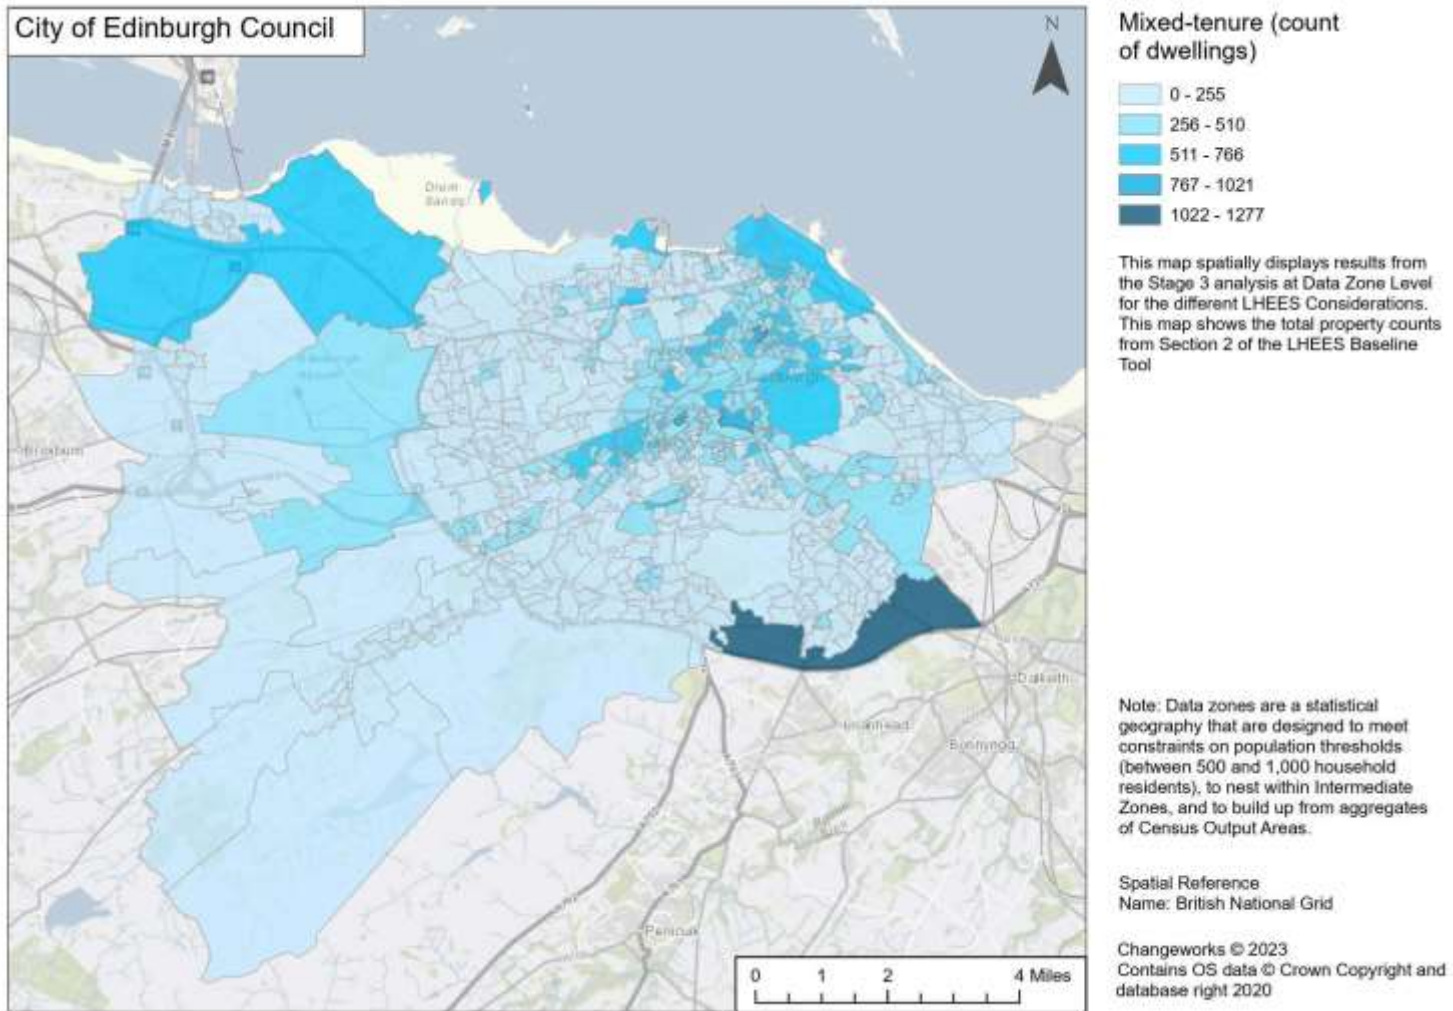 City of Edinburgh Council
N
Mixed-tenure (count
of dwellings)
0 - 255
256 - 510
511 - 766
767 - 1021
1022 - 1277
This map spatially displays results from
the Stage 3 analysis at Data Zone Level
for the different LHEES Considerations.
This map shows the total property counts
from Section 2 of the LHEES Baseline
Tool
Drum
Sands
Broxburn
Dalkeith
Loanhead
Bonnyrigg
Penicuik
Note: Data zones are a statistical
geography that are designed to meet
constraints on population thresholds
(between 500 and 1,000 household
residents), to nest within Intermediate
Zones, and to build up from aggregates
of Census Output Areas.
Spatial Reference
Name: British National Grid
Changeworks © 2023
Contains OS data © Crown Copyright and
database right 2020
0 1 2 4 Miles